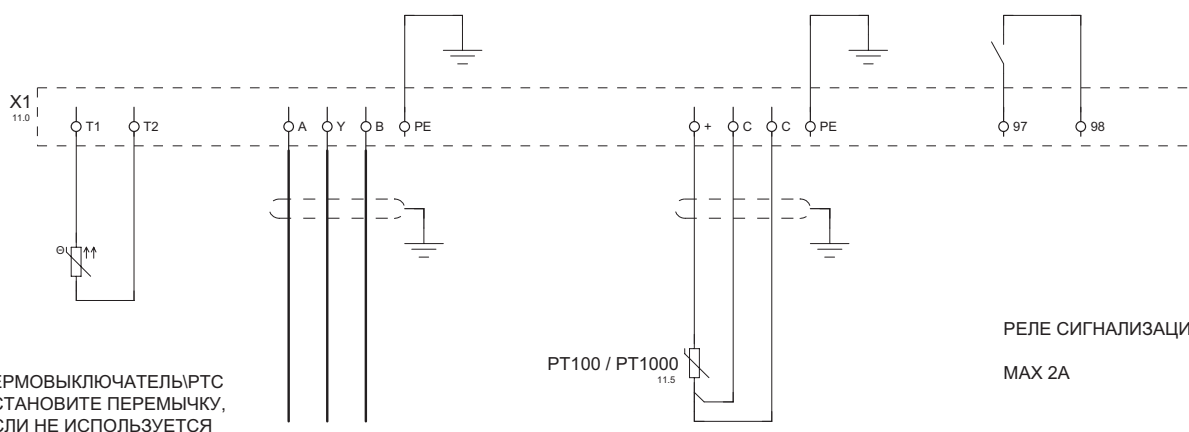 X1
11.0
T1
T2
A
Y
B
PE
+
C
C
PE
97
98
Θ
PT100 / PT1000
11.5
РЕЛЕ СИГНАЛИЗАЦИ
MAX 2A
ЕРМОВЫКЛЮЧАТЕЛЬ\PTC
СТАНОВИТЕ ПЕРЕМЫЧКУ,
СЛИ НЕ ИСПОЛЬЗУЕТСЯ